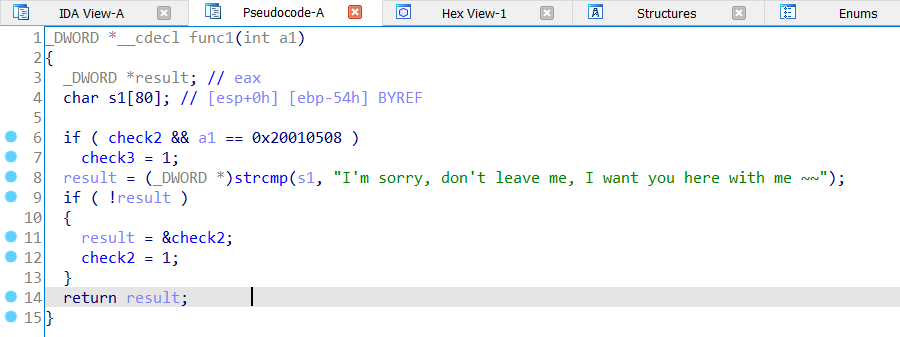 IDA View-A Pseudocode-A Hex View-1 Structures Enums
1 _DWORD *__cdecl func1(int a1)
2 {
3 _DWORD *result; // eax
4 char s1[80]; // [esp+0h] [ebp-54h] BYREF
5
6 if ( check2 && a1 == 0x20010508 )
7 check3 = 1;
8 result = (_DWORD *)strcmp(s1, "I'm sorry, don't leave me, I want you here with me ~~");
9 if ( !result )
10 {
11 result = &check2;
12 check2 = 1;
13 }
14 return result;
15 }